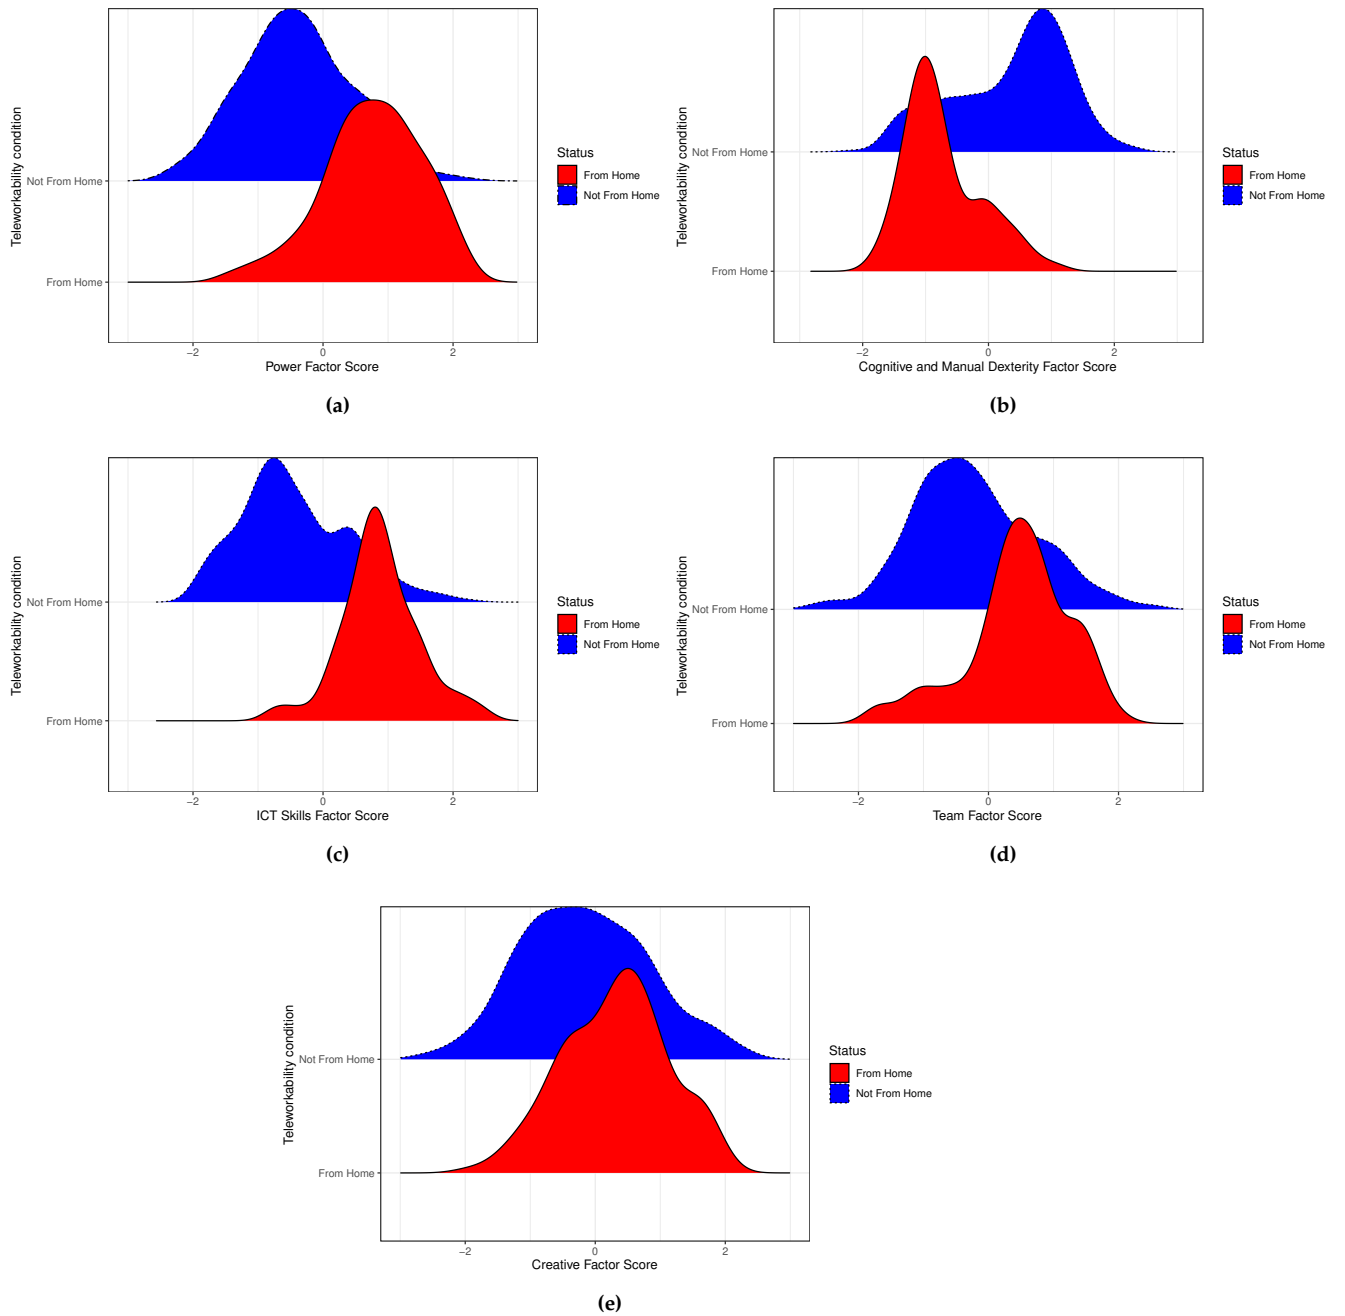 Teleworkability condition
Not From Home
From Home
−2 0 2
Power Factor Score
Status
From Home
Not From Home
(a)
Teleworkability condition
Not From Home
From Home
−2 0 2
Cognitive and Manual Dexterity Factor Score
Status
From Home
Not From Home
(b)
Teleworkability condition
Not From Home
From Home
−2 0 2
ICT Skills Factor Score
Status
From Home
Not From Home
(c)
Teleworkability condition
Not From Home
From Home
−2 0 2
Team Factor Score
Status
From Home
Not From Home
(d)
Teleworkability condition
Not From Home
From Home
−2 0 2
Creative Factor Score
Status
From Home
Not From Home
(e)